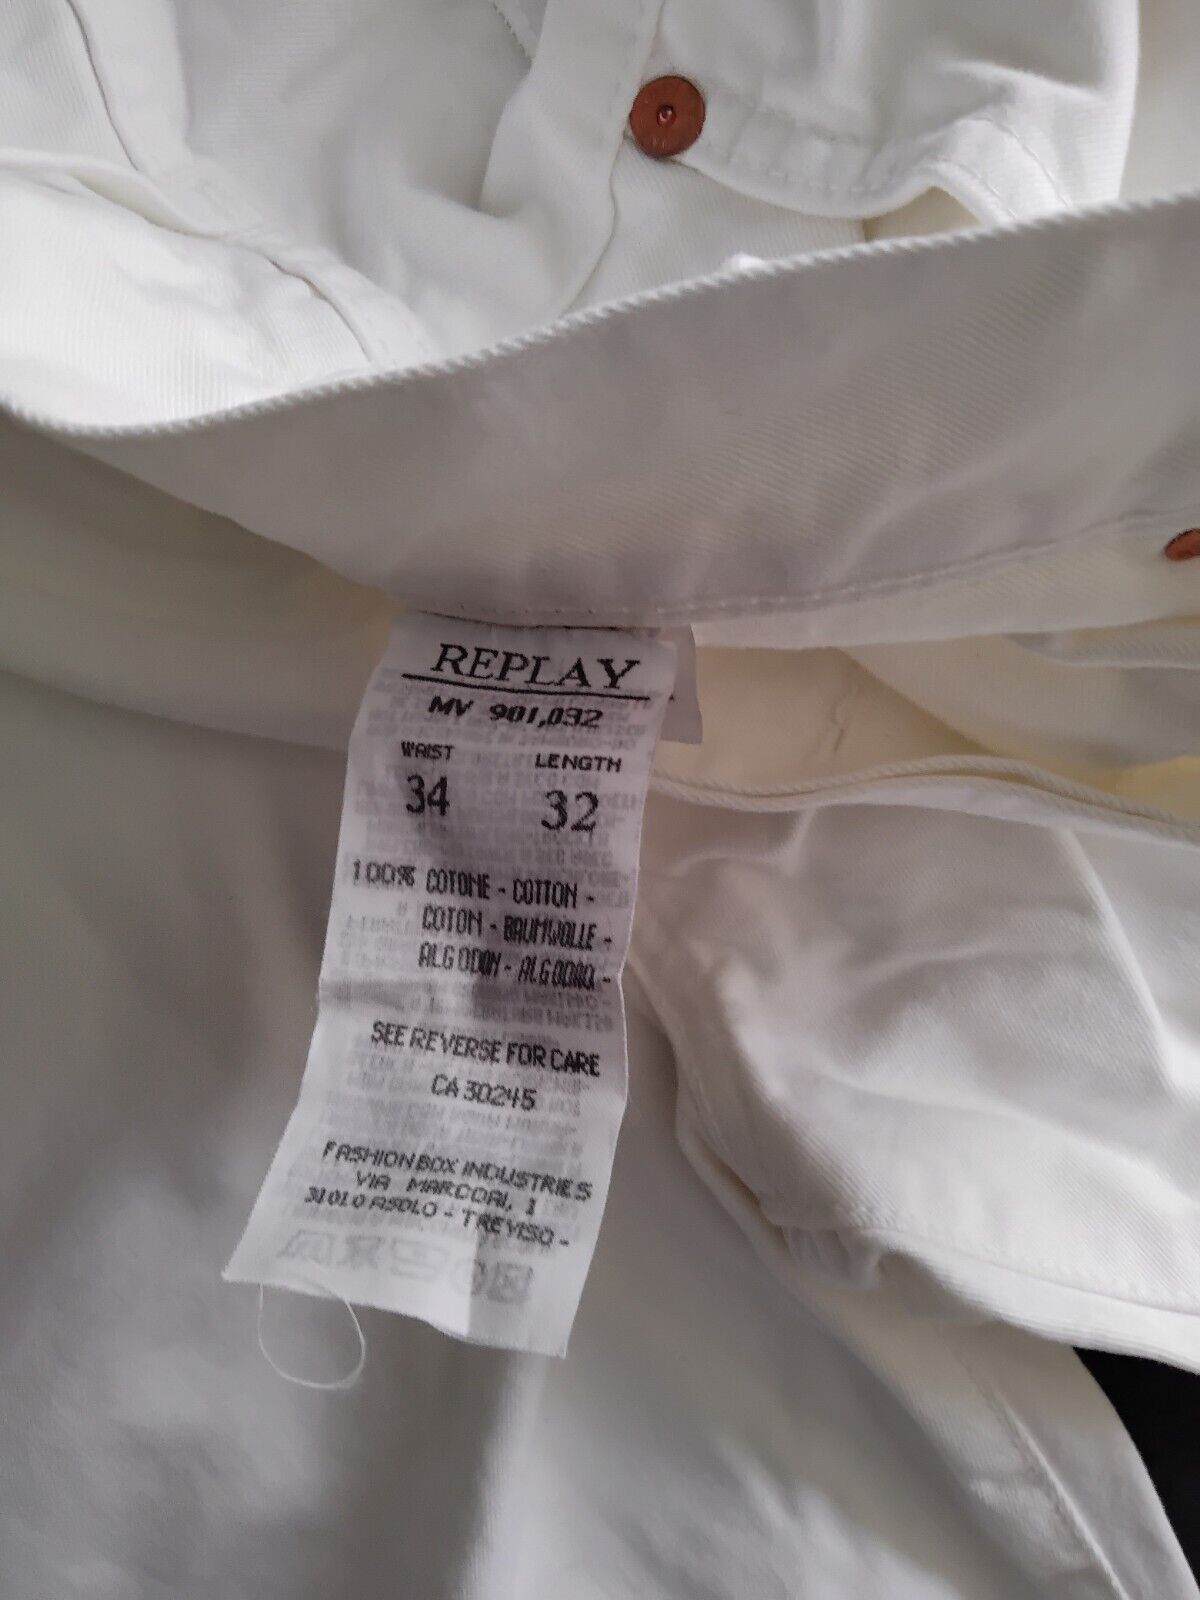 REPLAY
MV 901,032
WAIST LENGTH
34 32
100% COTONE - COTTON -
COTON - BAUMWOLLE -
ALGODON - ALGODAO -
SEE REVERSE FOR CARE
CA 30245
FASHION BOX INDUSTRIES
VIA MARCOAI, 1
31010 ASOLO - TREVISO -